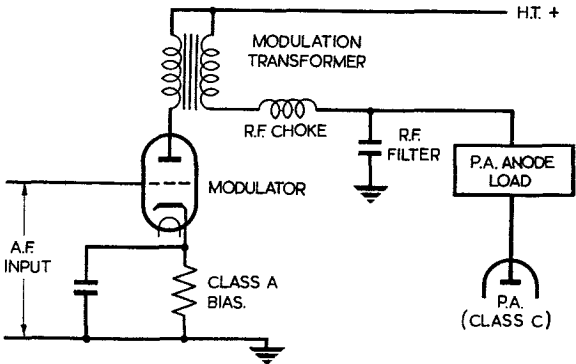 H.T. +
MODULATION
TRANSFORMER
R.F. CHOKE
R.F.
FILTER
P.A. ANODE
LOAD
MODULATOR
A.F.
INPUT
CLASS A
BIAS.
P.A.
(CLASS C)